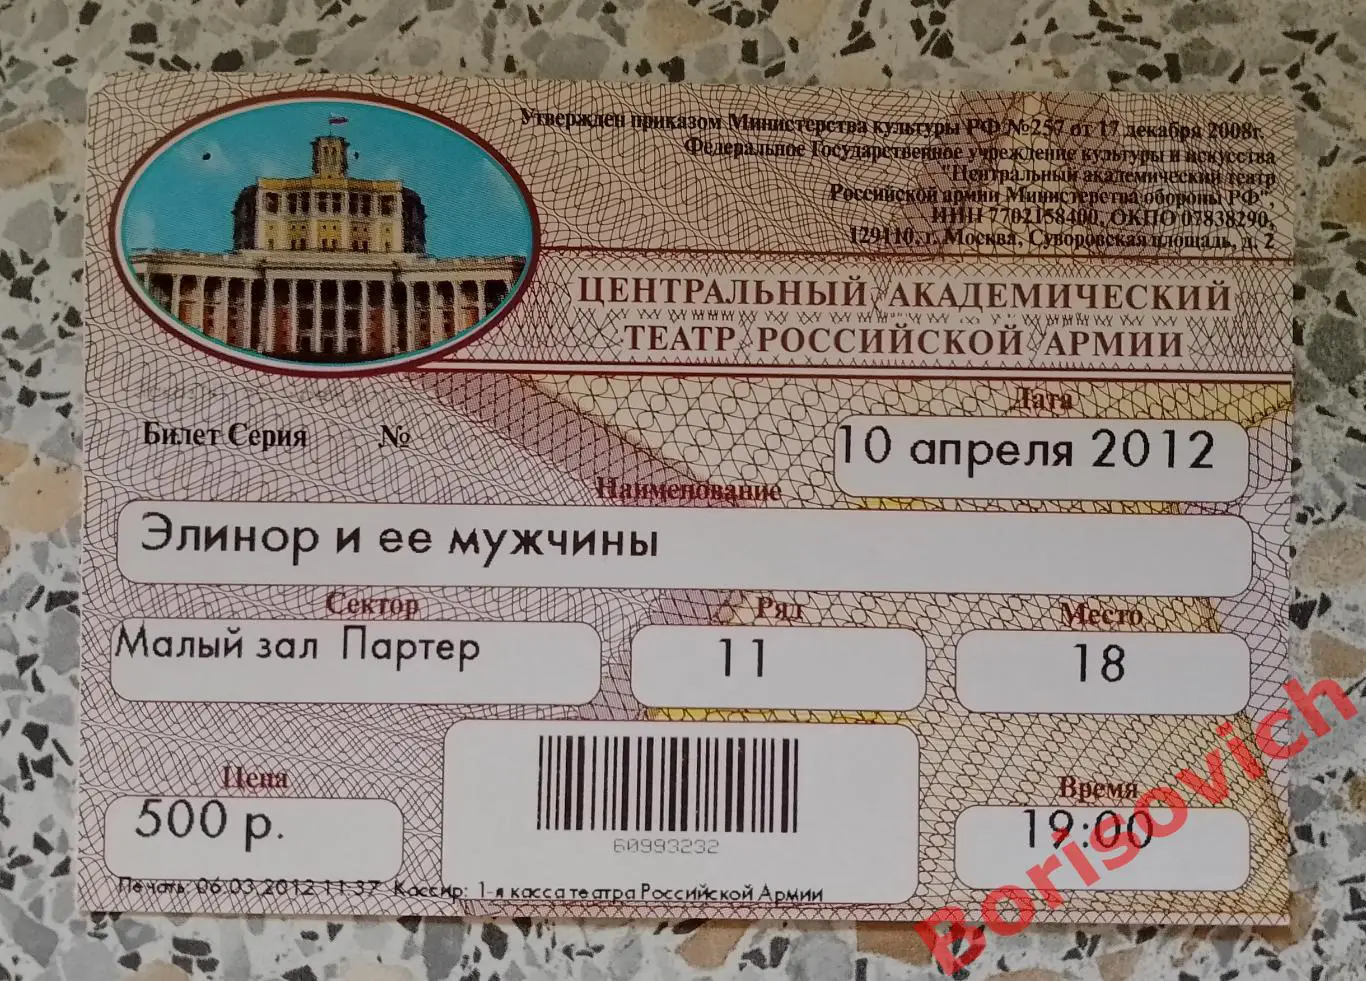 Утвержден приказом Министерства культуры РФ №257 от 17 декабря 2008г.
Федеральное Государственное учреждение культуры и искусства
"Центральный академический театр
Российской армии Министерства обороны РФ",
ИНН 7702158400, ОКПО 07838290,
129110, г. Москва, Суворовская площадь, д. 2
ЦЕНТРАЛЬНЫЙ АКАДЕМИЧЕСКИЙ
ТЕАТР РОССИЙСКОЙ АРМИИ
Дата
Билет Серия №
10 апреля 2012
Наименование
Элинор и ее мужчины
Сектор Ряд Место
Малый зал Партер 11 18
Цена Время
500 р. 19:00
60993232
Печать: 06.03.2012 11:37 Кассир: 1-я касса театра Российской Армии
Borisovich